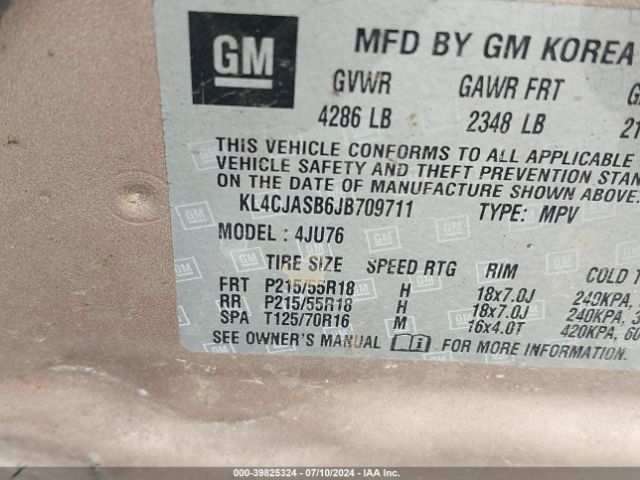 GM
MFD BY GM KOREA
GVWR GAWR FRT
4286 LB 2348 LB
THIS VEHICLE CONFORMS TO ALL APPLICABLE
VEHICLE SAFETY AND THEFT PREVENTION STAN
ON THE DATE OF MANUFACTURE SHOWN ABOVE.
KL4CJASB6JB709711 TYPE: MPV
MODEL: 4JU76
TIRE SIZE SPEED RTG RIM COLD T
FRT P215/55R18 H 18x7.0J 240KPA,
RR P215/55R18 H 18x7.0J 240KPA, 3
SPA T125/70R16 M 16x4.0T 420KPA, 60
SEE OWNER'S MANUAL FOR MORE INFORMATION.
000-39825324 - 07/10/2024 - IAA Inc.